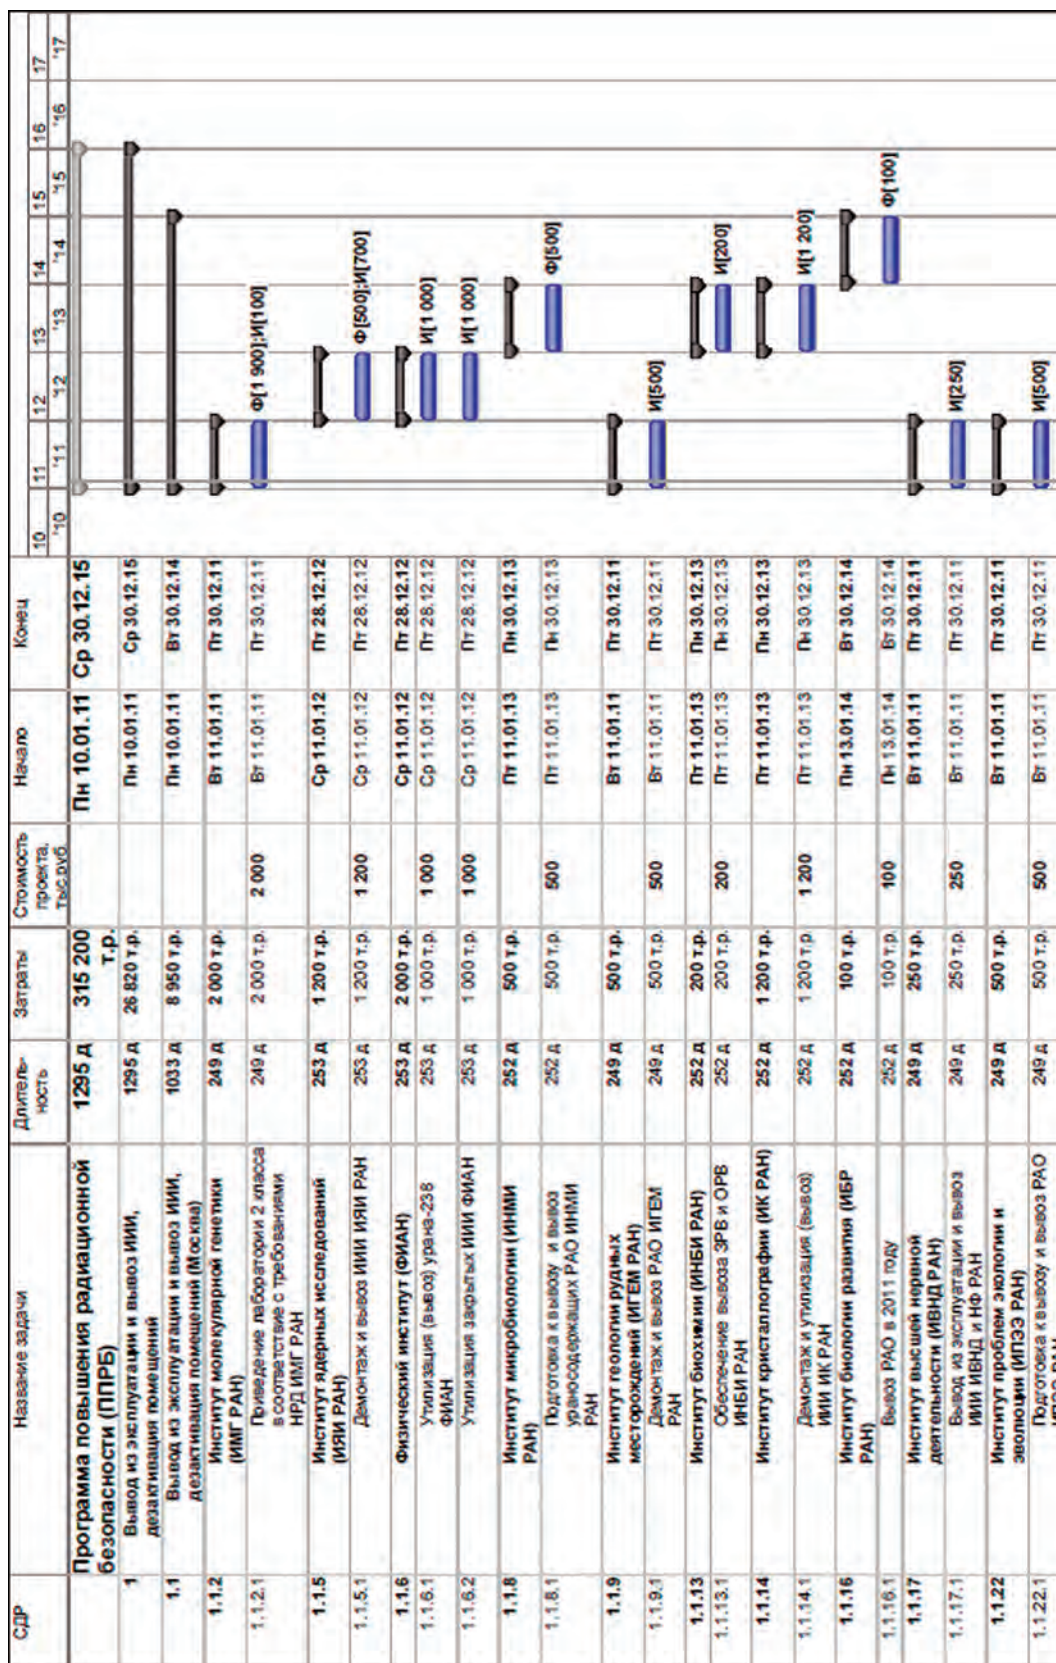 СДР Название задачи Длитель- Затраты Стоимость Начало Конец 10 11 12 13 14 15 16 17
ность проекта, '10 '11 '12 '13 '14 '15 '16 '17
тыс.руб
Программа повышения радиационной 1295 д 315 200 Пн 10.01.11 Ср 30.12.15
безопасности (ППРБ) т.р.
1 Вывод из эксплуатации и вывоз ИИИ, 1295 д 26 820 т.р. Пн 10.01.11 Ср 30.12.15
дезактивация помещений
1.1 Вывод из эксплуатации и вывоз ИИИ, 1033 д 8 950 т.р. Пн 10.01.11 Вт 30.12.14
дезактивация помещений (Москва)
1.1.2 Институт молекулярной генетики 249 д 2 000 т.р. Вт 11.01.11 Пт 30.12.11
(ИМГ РАН)
1.1.2.1 Приведение лаборатории 2 класса 249 д 2 000 т.р. 2 000 Вт 11.01.11 Пт 30.12.11 Ф[1 900];И[100]
в соответствие с требованиями
НРД ИМГ РАН
1.1.5 Институт ядерных исследований 253 д 1 200 т.р. Ср 11.01.12 Пт 28.12.12
(ИЯИ РАН)
1.1.5.1 Демонтаж и вывоз ИИИ ИЯИ РАН 253 д 1 200 т.р. 1 200 Ср 11.01.12 Пт 28.12.12 Ф[500];И[700]
1.1.6 Физический институт (ФИАН) 253 д 2 000 т.р. Ср 11.01.12 Пт 28.12.12
1.1.6.1 Утилизация (вывоз) урана-238 253 д 1 000 т.р. 1 000 Ср 11.01.12 Пт 28.12.12 И[1 000]
ФИАН
1.1.6.2 Утилизация закрытых ИИИ ФИАН 253 д 1 000 т.р. 1 000 Ср 11.01.12 Пт 28.12.12 И[1 000]
1.1.8 Институт микробиологии (ИНМИ 252 д 500 т.р. Пт 11.01.13 Пн 30.12.13
РАН)
1.1.8.1 Подготовка к вывозу и вывоз 252 д 500 т.р. 500 Пт 11.01.13 Пн 30.12.13 Ф[500]
ураносодержащих РАО ИНМИ
РАН
1.1.9 Институт геологии рудных 249 д 500 т.р. Вт 11.01.11 Пт 30.12.11
месторождений (ИГЕМ РАН)
1.1.9.1 Демонтаж и вывоз РАО ИГЕМ 249 д 500 т.р. 500 Вт 11.01.11 Пт 30.12.11 И[500]
РАН
1.1.13 Институт биохимии (ИНБИ РАН) 252 д 200 т.р. Пт 11.01.13 Пн 30.12.13
1.1.13.1 Обеспечение вывоза ЗРВ и ОРВ 252 д 200 т.р. 200 Пт 11.01.13 Пн 30.12.13 И[200]
ИНБИ РАН
1.1.14 Институт кристаллографии (ИК РАН) 252 д 1 200 т.р. Пт 11.01.13 Пн 30.12.13
1.1.14.1 Демонтаж и утилизация (вывоз) 252 д 1 200 т.р. 1 200 Пт 11.01.13 Пн 30.12.13 И[1 200]
ИИИ ИК РАН
1.1.16 Институт биологии развития (ИБР 252 д 100 т.р. Пн 13.01.14 Вт 30.12.14
РАН)
1.1.16.1 Вывоз РАО в 2011 году 252 д 100 т.р. 100 Пн 13.01.14 Вт 30.12.14 Ф[100]
1.1.17 Институт высшей нервной 249 д 250 т.р. Вт 11.01.11 Пт 30.12.11
деятельности (ИВНД РАН)
1.1.17.1 Вывод из эксплуатации и вывоз 249 д 250 т.р. 250 Вт 11.01.11 Пт 30.12.11 И[250]
ИИИ ИВНД и НФ РАН
1.1.22 Институт проблем экологии и 249 д 500 т.р. Вт 11.01.11 Пт 30.12.11
эволюции (ИПЭЭ РАН)
1.1.22.1 Подготовка к вывозу и вывоз РАО 249 д 500 т.р. 500 Вт 11.01.11 Пт 30.12.11 И[500]